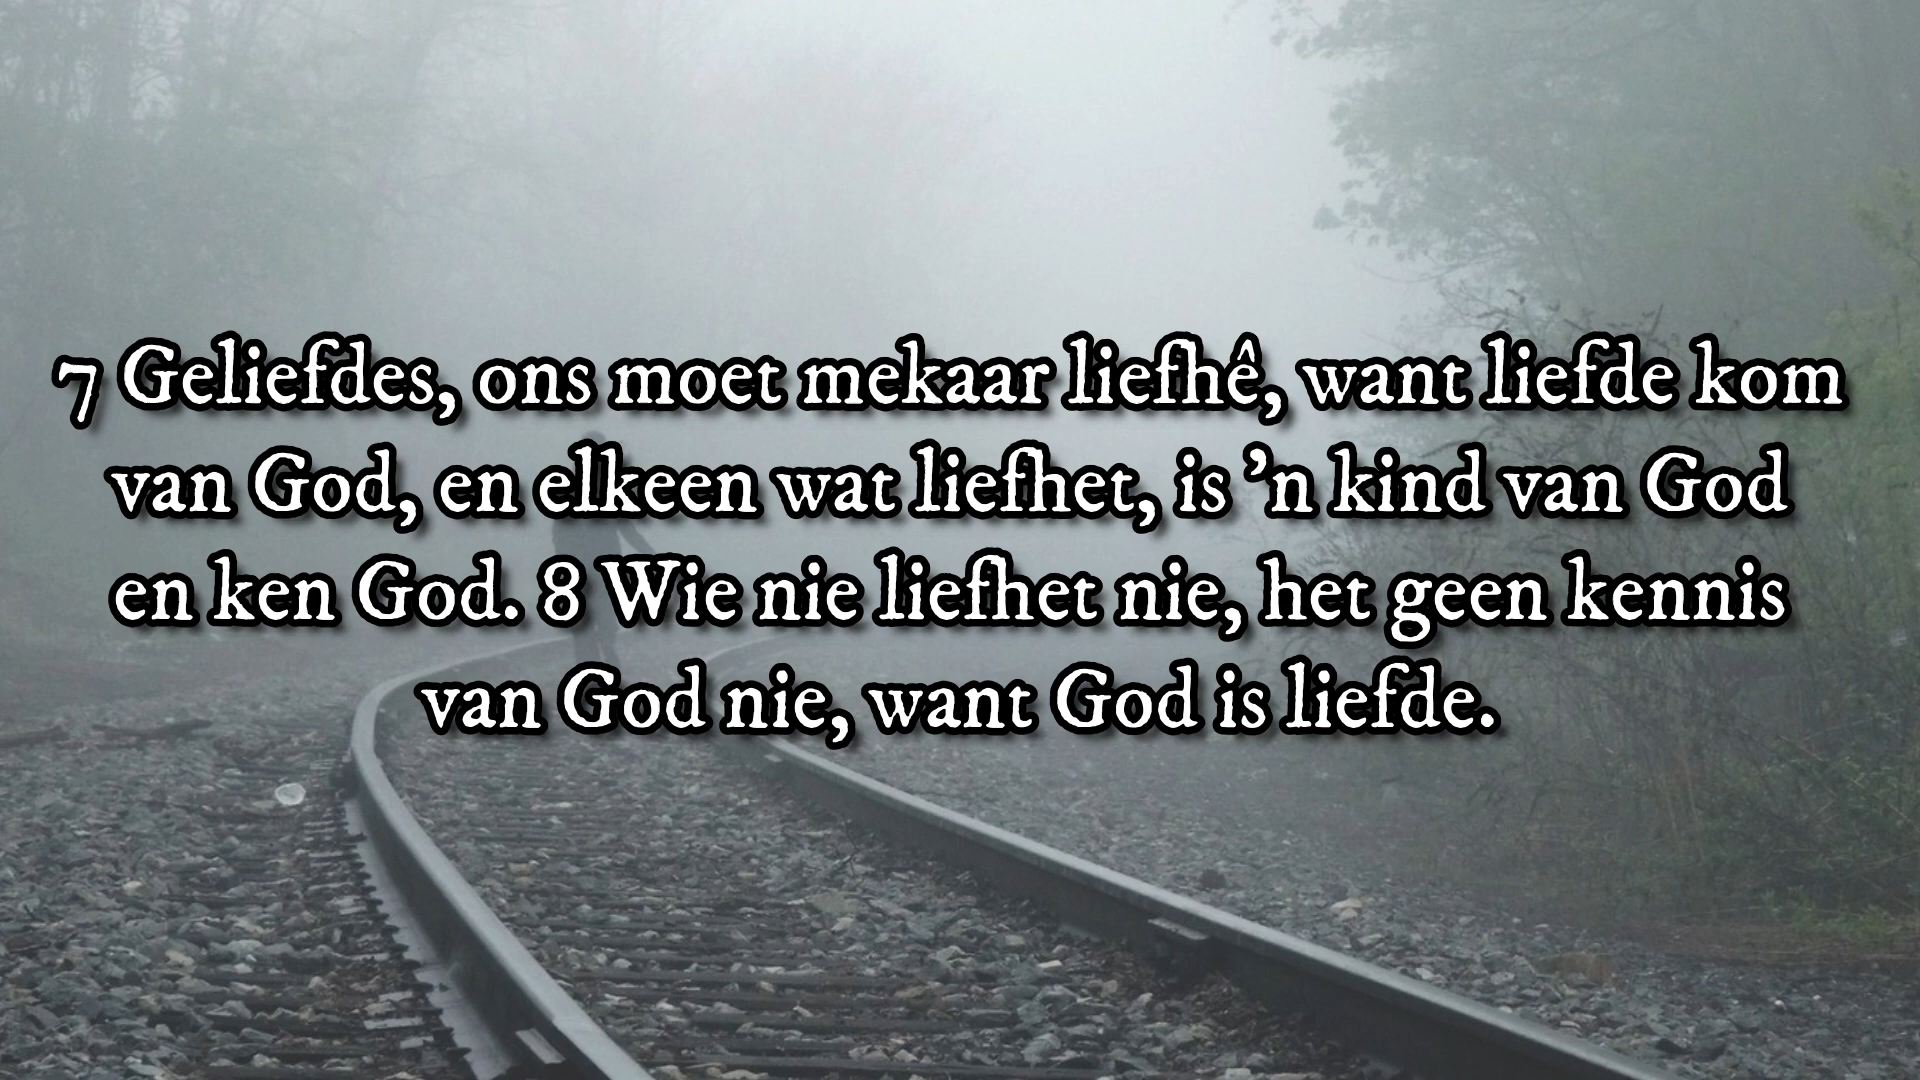 7 Geliefdes, ons moet mekaar liefhê, want liefde kom
van God, en elkeen wat liefhet, is ’n kind van God
en ken God. 8 Wie nie liefhet nie, het geen kennis
van God nie, want God is liefde.